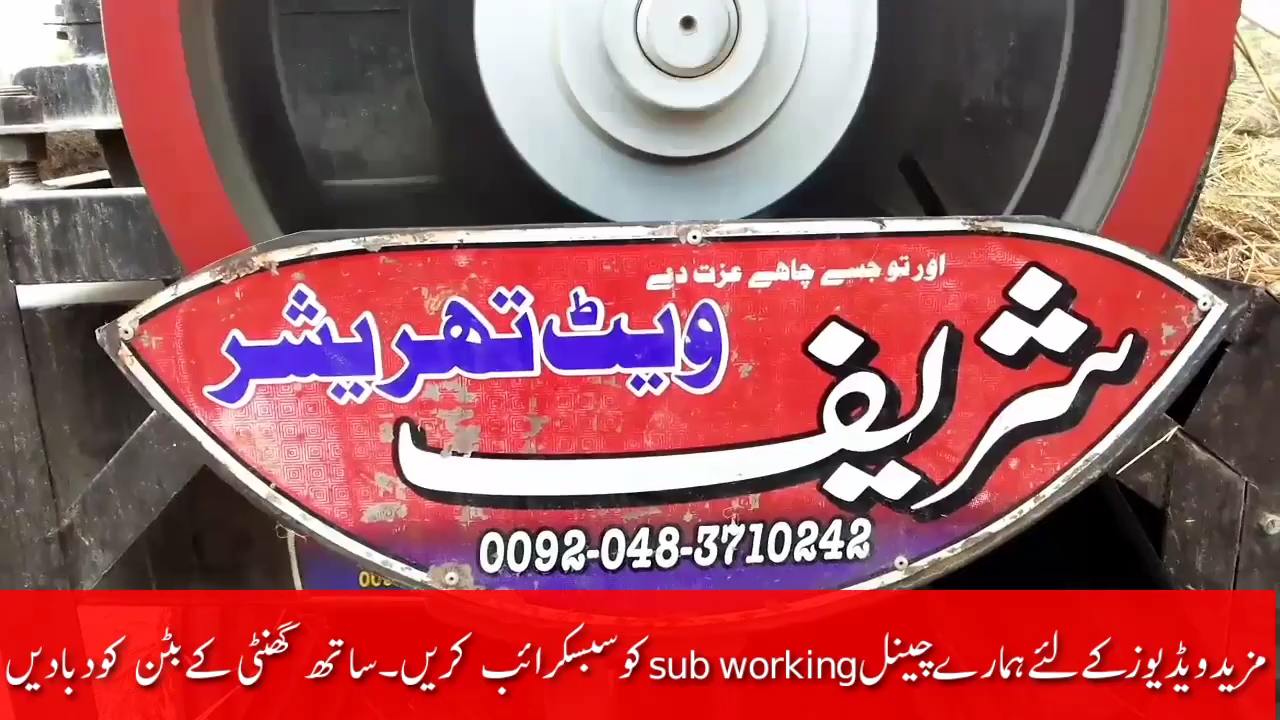 اور تو جسے چاھے عزت دے
شریف
ویٹ تھریشر
0092-048-3710242
مزید ویڈیوز کے لئے ہمارے چینل sub working کو سبسکرائب کریں۔ ساتھ گھنٹی کے بٹن کو دبا دیں